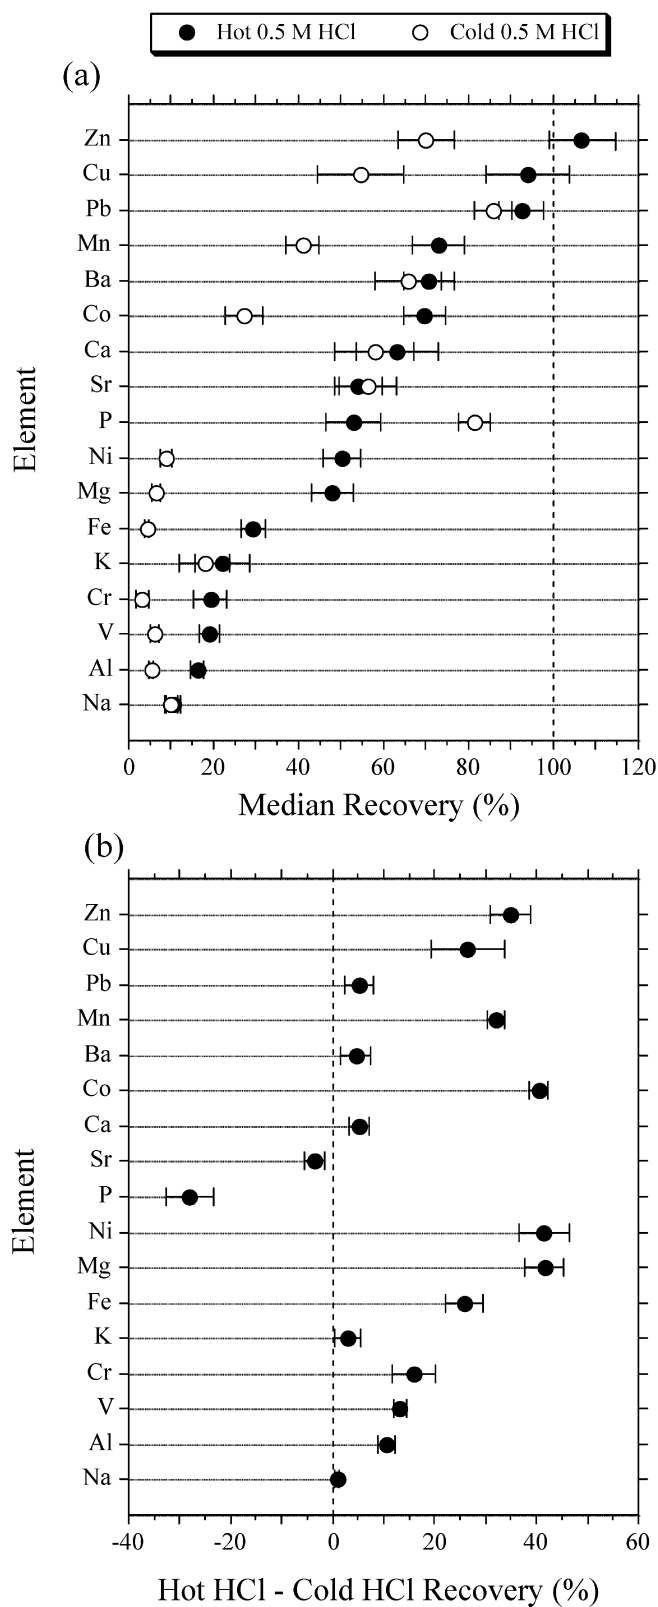 Hot 0.5 M HCl Cold 0.5 M HCl
(a)
Zn
Cu
Pb
Mn
Ba
Co
Ca
Sr
P
Ni
Mg
Fe
K
Cr
V
Al
Na
Element
0 20 40 60 80 100 120
Median Recovery (%)
(b)
Zn
Cu
Pb
Mn
Ba
Co
Ca
Sr
P
Ni
Mg
Fe
K
Cr
V
Al
Na
Element
-40 -20 0 20 40 60
Hot HCl - Cold HCl Recovery (%)